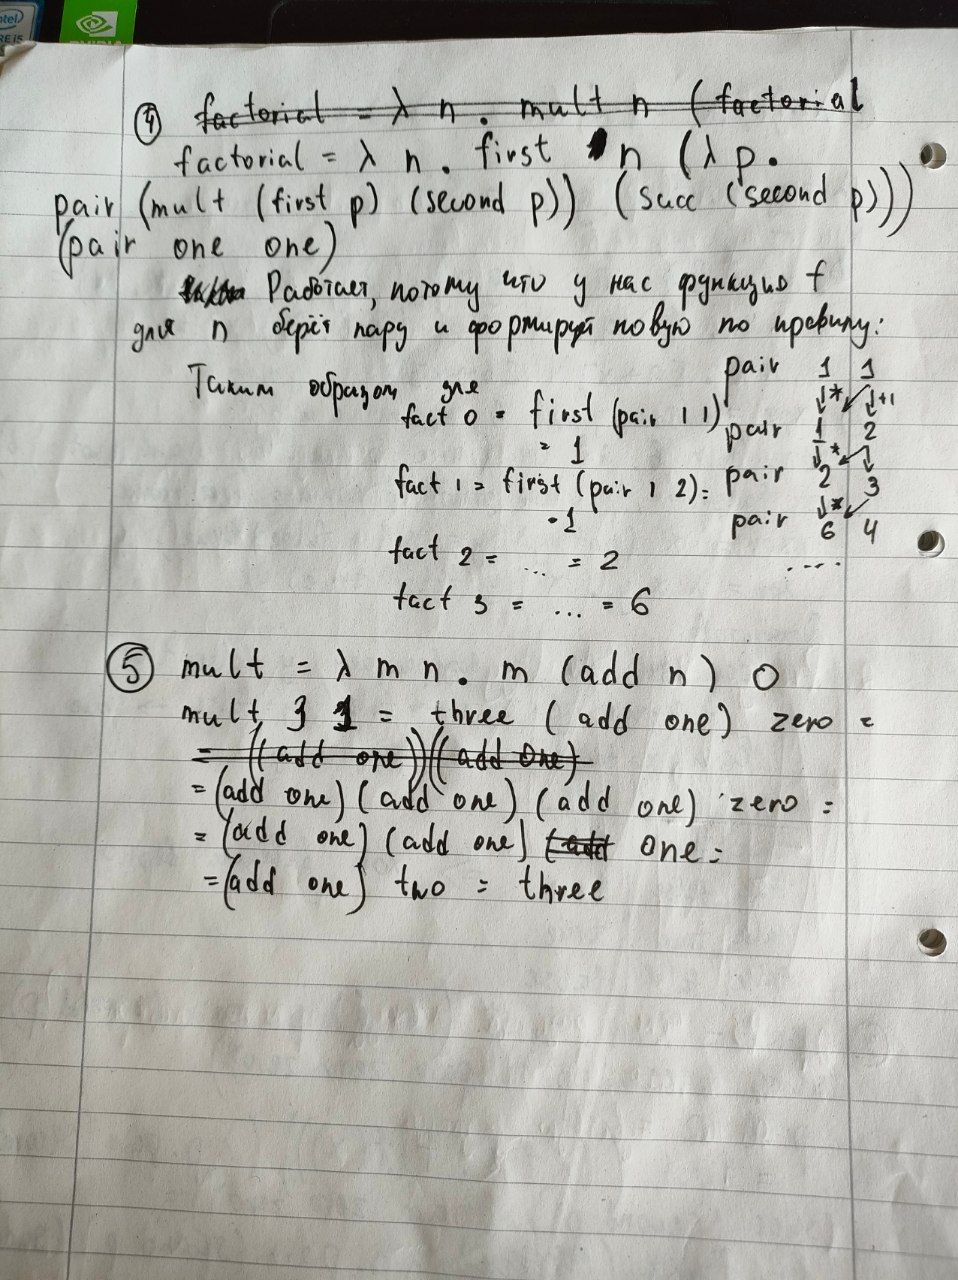 intel
CORE i5
NVIDIA
④ factorial = λ n. mult n (factorial
factorial = λ n. first n (λ p.
pair (mult (first p) (second p)) (succ (second p)))
(pair one one)
Работает, потому что у нас функция f
для n берёт пару и формирует новую по правилу:
Таким образом для
pair 1 1
↓* ↓+1
fact 0 = first (pair 1 1)
pair 1 2
= 1
↓* ↓
fact 1 = first (pair 1 2) =
pair 2 3
= 1
↓*
pair 6 4
fact 2 = ... = 2
....
fact 3 = ... = 6
⑤ mult = λ m n. m (add n) 0
mult 3 1 = three (add one) zero =
= ((add one))((add one)
= (add one) (add one) (add one) zero =
= (add one) (add one) (add one =
= (add one) two = three